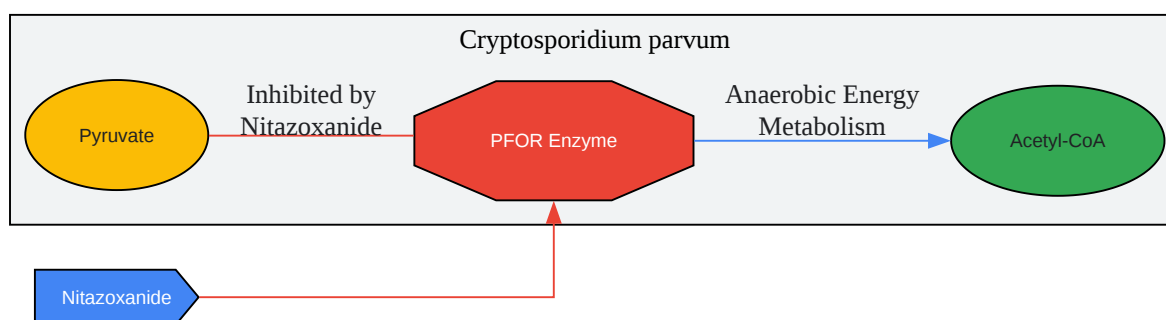 Cryptosporidium parvum
Inhibited by
Nitazoxanide
Anaerobic Energy
Metabolism
Pyruvate
PFOR Enzyme
Acetyl-CoA
Nitazoxanide